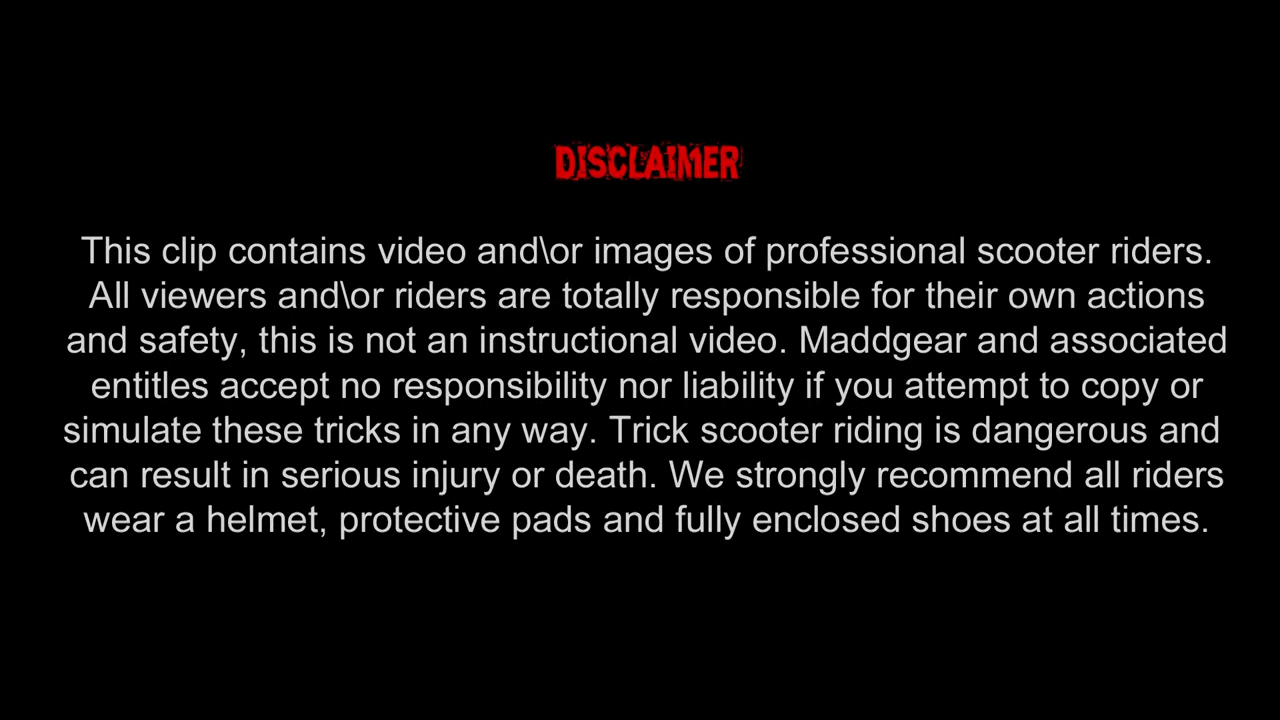 DISCLAIMER
This clip contains video and\or images of professional scooter riders.
All viewers and\or riders are totally responsible for their own actions
and safety, this is not an instructional video. Maddgear and associated
entitles accept no responsibility nor liability if you attempt to copy or
simulate these tricks in any way. Trick scooter riding is dangerous and
can result in serious injury or death. We strongly recommend all riders
wear a helmet, protective pads and fully enclosed shoes at all times.